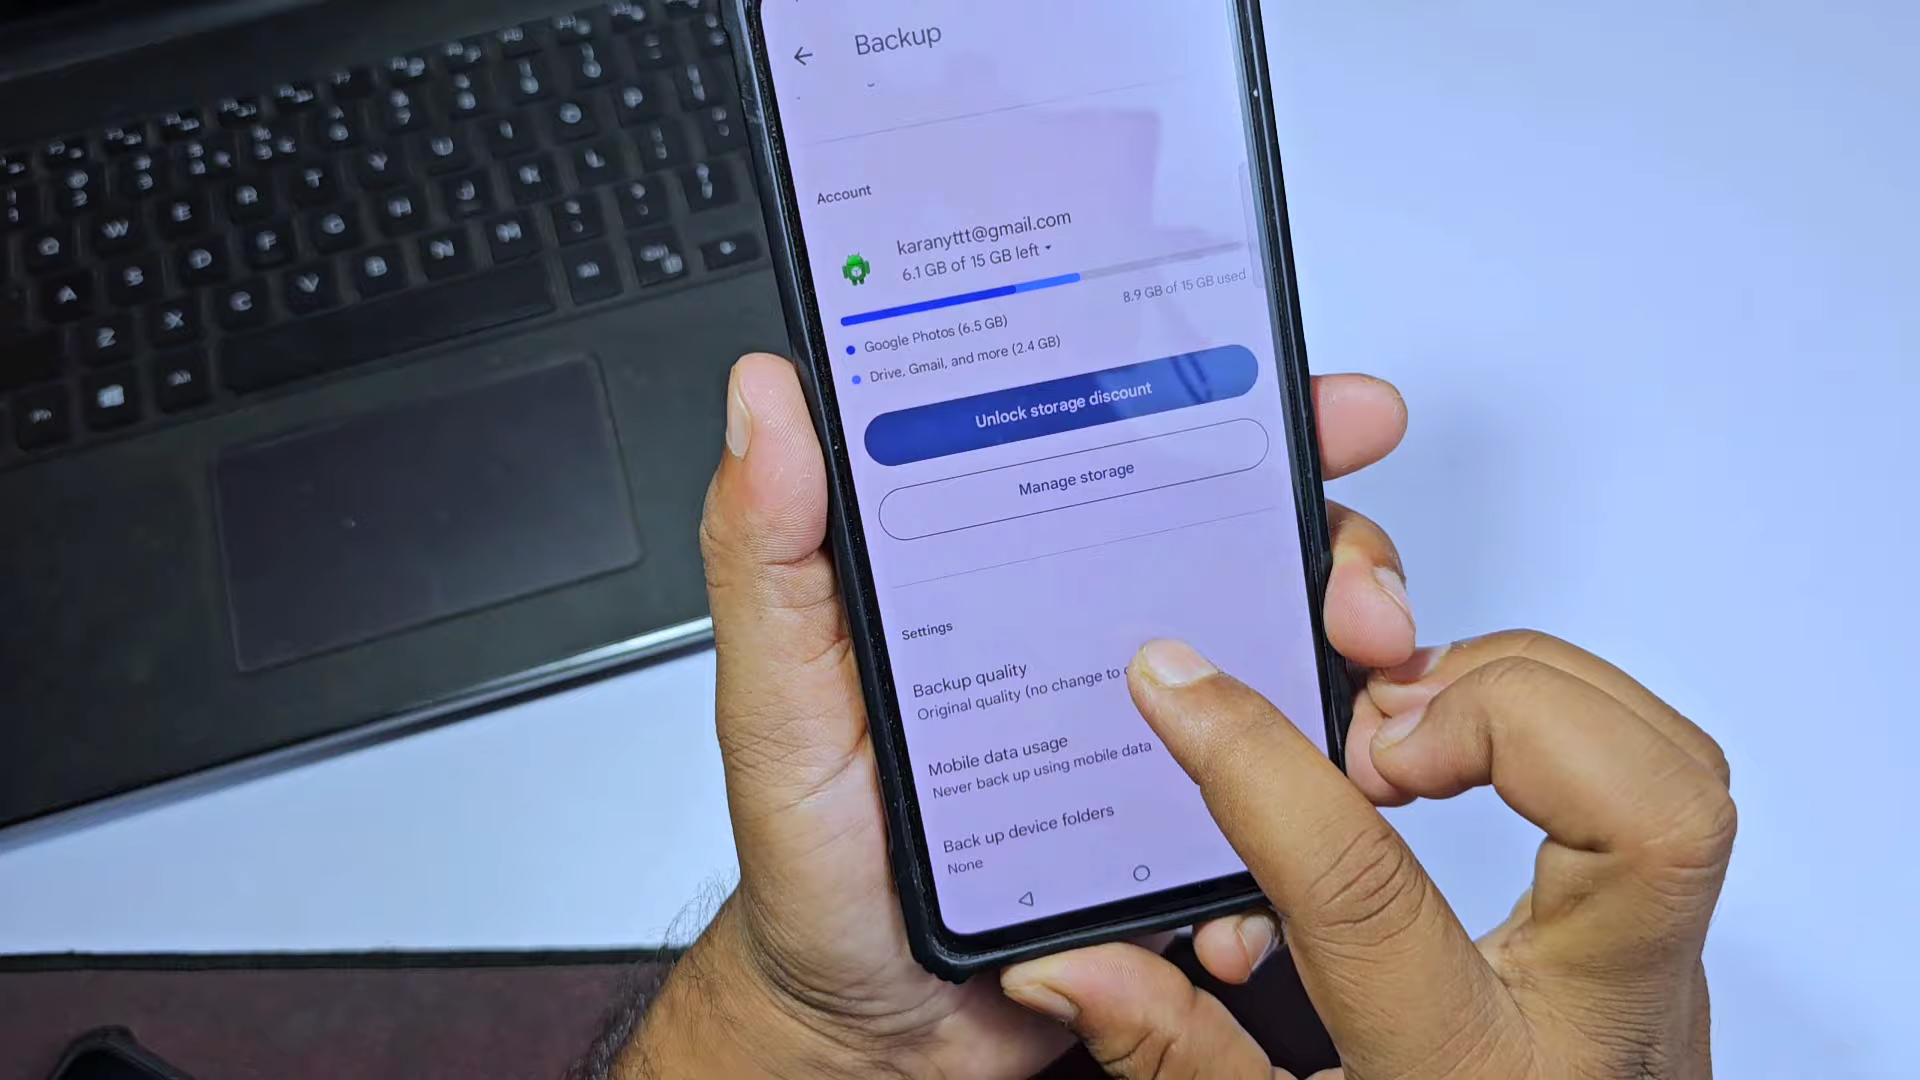 Backup
Account
karanyttt@gmail.com
6.1 GB of 15 GB left
8.9 GB of 15 GB used
Google Photos (6.5 GB)
Drive, Gmail, and more (2.4 GB)
Unlock storage discount
Manage storage
Settings
Backup quality
Original quality (no change to
Mobile data usage
Never back up using mobile data
Back up device folders
None
W E R T Y U
A S D F G H J K L
Z X C V B N M